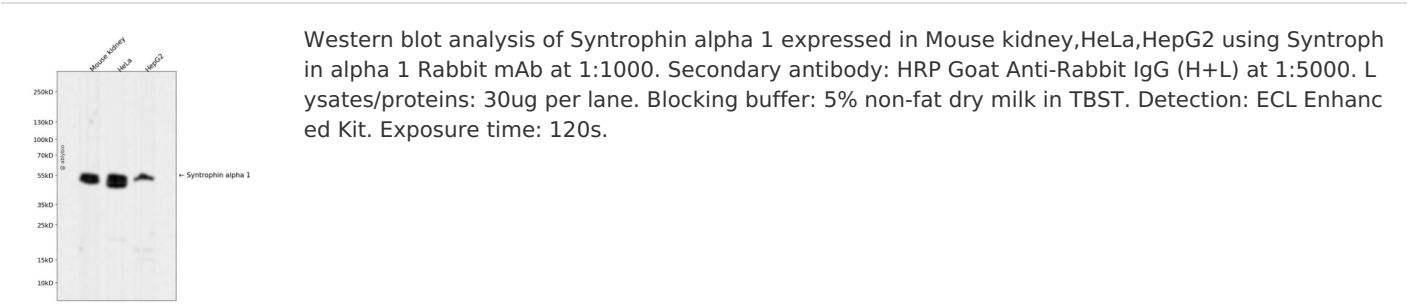 Mouse kidney
HeLa
HepG2
250kD
130kD
100kD
70kD
55kD
35kD
25kD
15kD
10kD
@ abybio
← Syntrophin alpha 1
Western blot analysis of Syntrophin alpha 1 expressed in Mouse kidney,HeLa,HepG2 using Syntroph
in alpha 1 Rabbit mAb at 1:1000. Secondary antibody: HRP Goat Anti-Rabbit IgG (H+L) at 1:5000. L
ysates/proteins: 30ug per lane. Blocking buffer: 5% non-fat dry milk in TBST. Detection: ECL Enhanc
ed Kit. Exposure time: 120s.